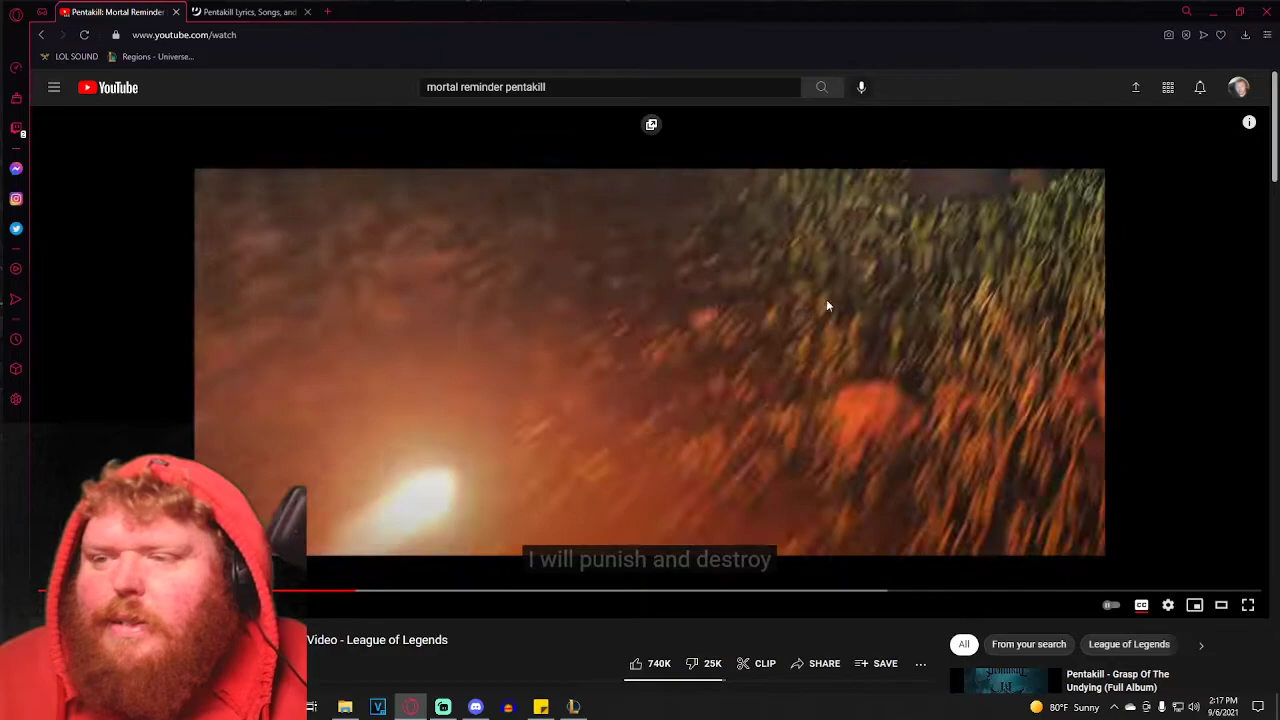 Pentakill: Mortal Reminder
Pentakill Lyrics, Songs, and
www.youtube.com/watch
LOL SOUND
Regions - Universe...
YouTube
mortal reminder pentakill
I will punish and destroy
CC
Video - League of Legends
All
From your search
League of Legends
740K
25K
CLIP
SHARE
SAVE
Pentakill - Grasp Of The
Undying (Full Album)
80°F Sunny
2:17 PM
9/6/2021